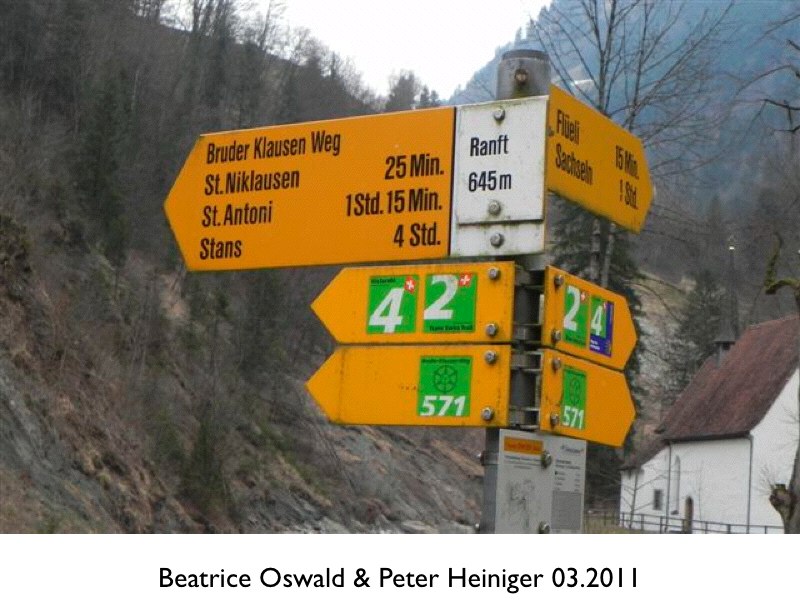 Bruder Klausen Weg
St.Niklausen 25 Min.
St.Antoni 1Std.15 Min.
Stans 4 Std.
Ranft
645m
Flüeli 15 Min.
Sachseln 1 Std.
4 2
2 4
571
571
Beatrice Oswald & Peter Heiniger 03.2011